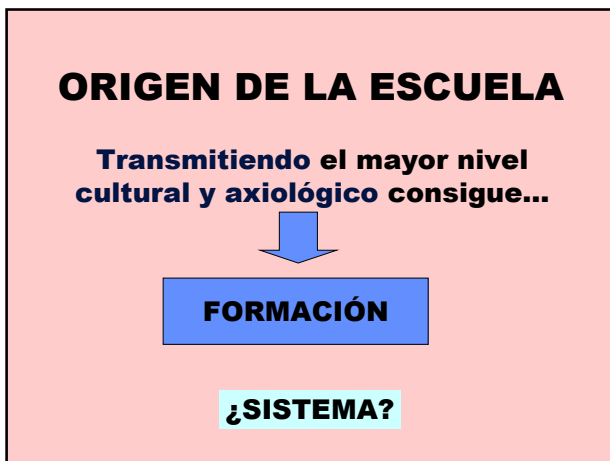 ORIGEN DE LA ESCUELA
Transmitiendo el mayor nivel
cultural y axiológico consigue...
FORMACIÓN
¿SISTEMA?